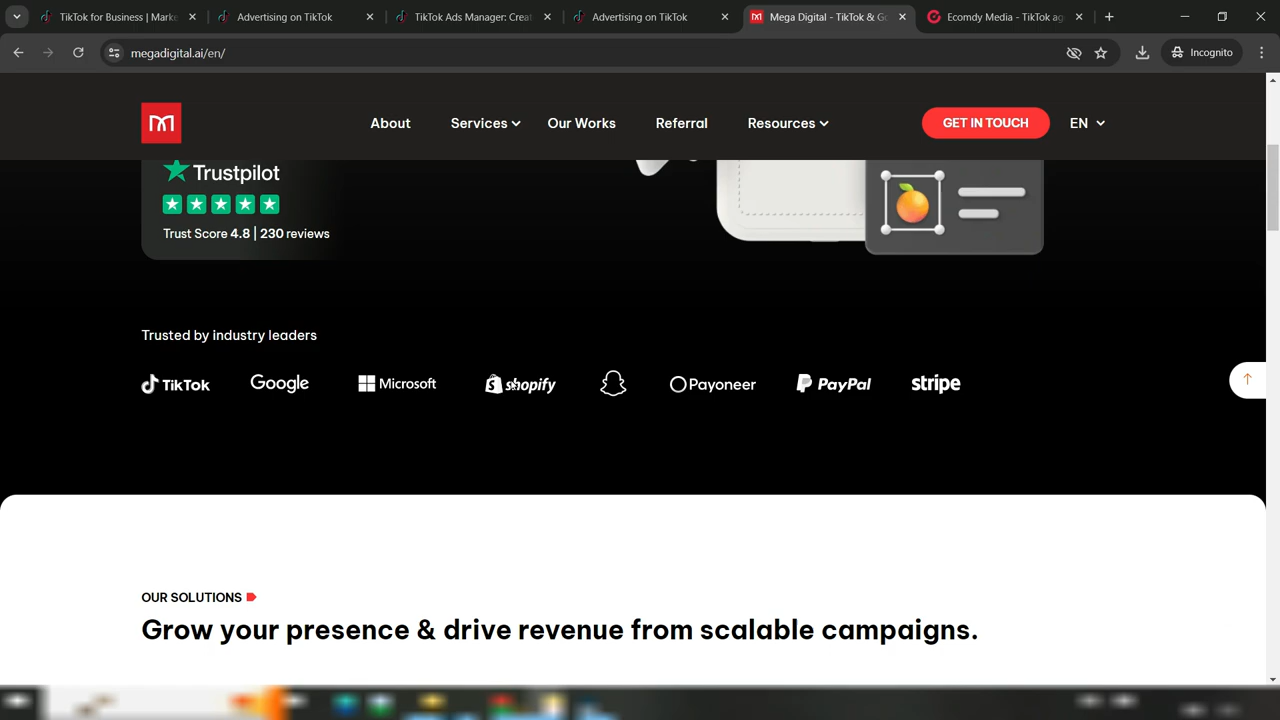 TikTok for Business | Marke
Advertising on TikTok
TikTok Ads Manager: Creat
Advertising on TikTok
Mega Digital - TikTok & Go
Ecomdy Media - TikTok ag
megadigital.ai/en/
Incognito
About
Services
Our Works
Referral
Resources
GET IN TOUCH
EN
Trustpilot
Trust Score 4.8 | 230 reviews
Trusted by industry leaders
TikTok
Google
Microsoft
shopify
Payoneer
PayPal
stripe
OUR SOLUTIONS
Grow your presence & drive revenue from scalable campaigns.